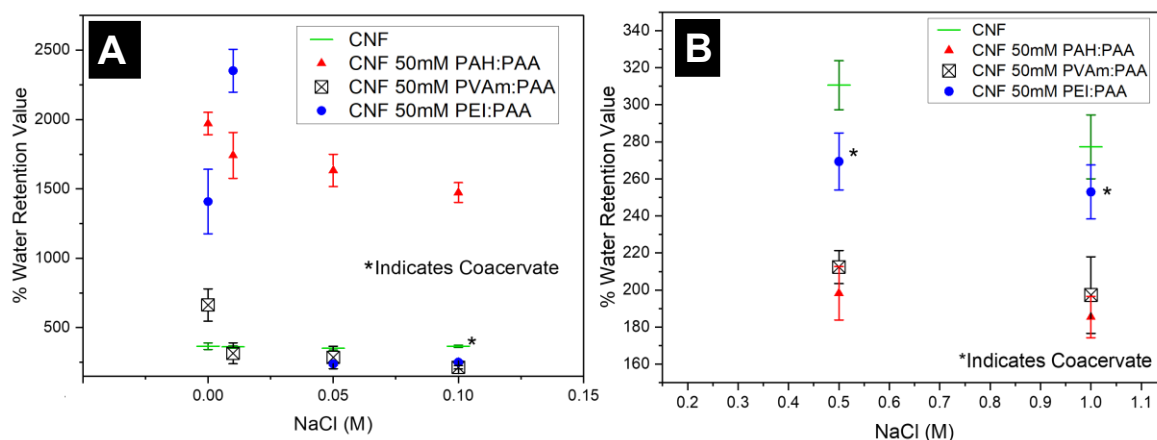 A
CNF
CNF 50mM PAH:PAA
CNF 50mM PVAm:PAA
CNF 50mM PEI:PAA
% Water Retention Value
2500
2000
1500
1000
500
*Indicates Coacervate
*
0.00
0.05
0.10
0.15
NaCl (M)
B
CNF
CNF 50mM PAH:PAA
CNF 50mM PVAm:PAA
CNF 50mM PEI:PAA
% Water Retention Value
340
320
300
280
260
240
220
200
180
160
*
*
*Indicates Coacervate
0.2 0.3 0.4 0.5 0.6 0.7 0.8 0.9 1.0 1.1
NaCl (M)